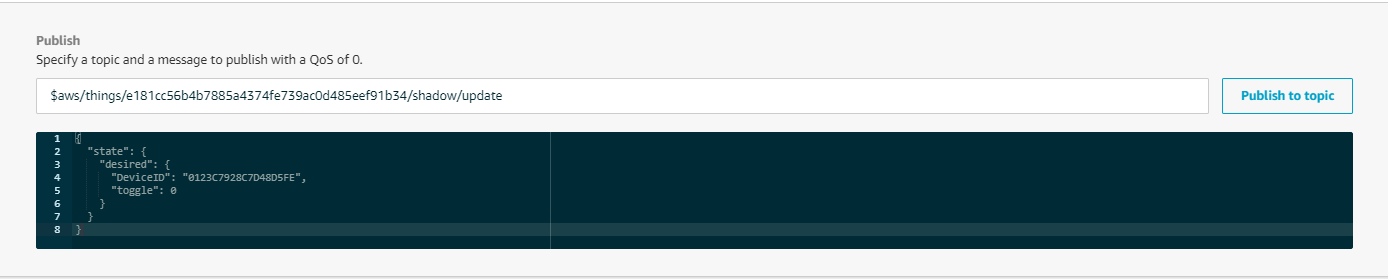 Publish
Specify a topic and a message to publish with a QoS of 0.
$aws/things/e181cc56b4b7885a4374fe739ac0d485eef91b34/shadow/update
Publish to topic
1 {
2 "state": {
3 "desired": {
4 "DeviceID": "0123C7928C7D48D5FE",
5 "toggle": 0
6 }
7 }
8 }